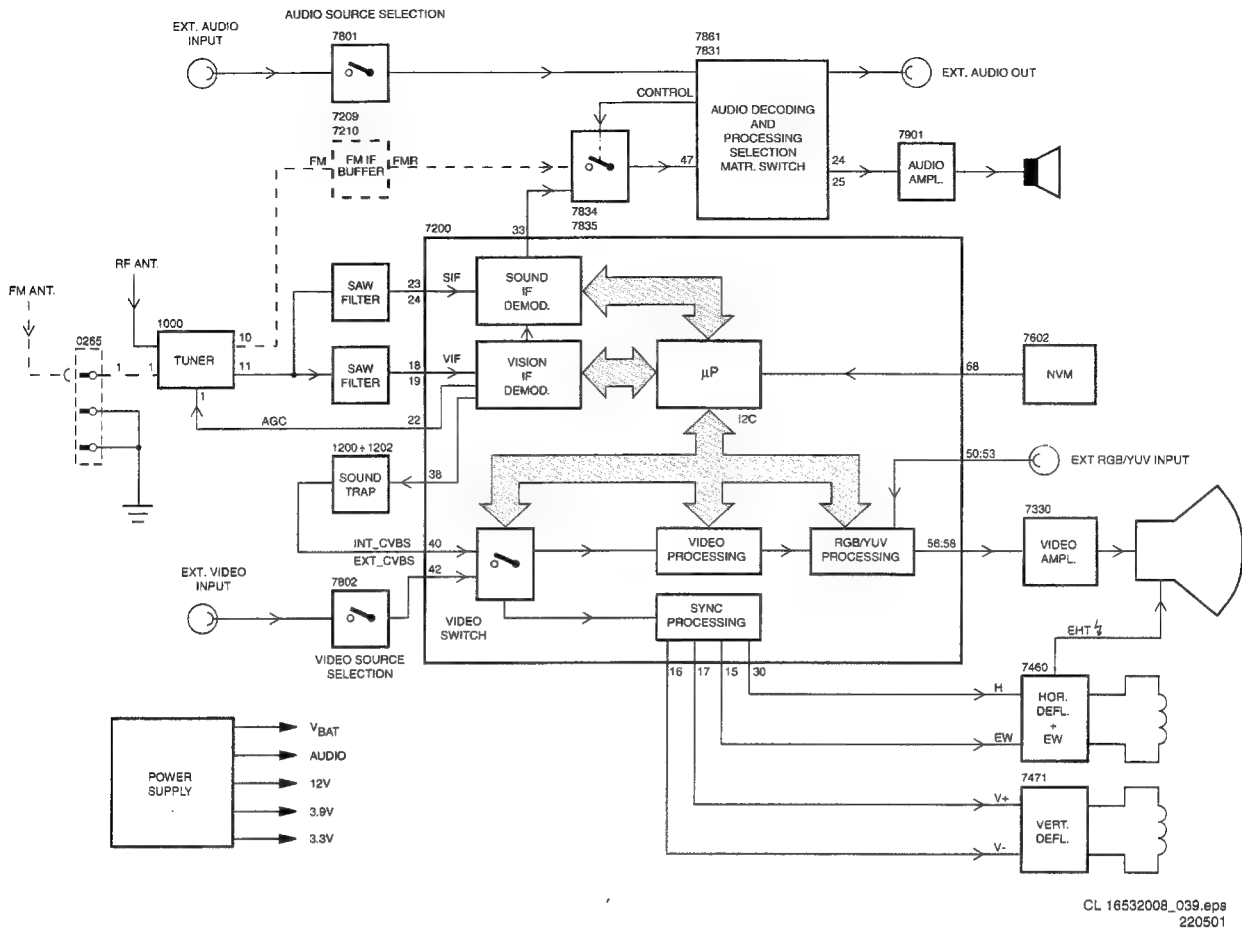 AUDIO SOURCE SELECTION
EXT. AUDIO
INPUT
7801
7861
7831
EXT. AUDIO OUT
CONTROL
AUDIO DECODING
AND
PROCESSING
SELECTION
MATR. SWITCH
7209
7210
FM
FM IF
BUFFER
FMR
47
24
25
7901
AUDIO
AMPL.
7834
7835
7200
33
RF ANT.
FM ANT.
SAW
FILTER
23
24
SIF
SOUND
IF
DEMOD.
0265
1000
TUNER
10
11
1
1
1
SAW
FILTER
18
19
VIF
VISION
IF
DEMOD.
µP
I2C
68
7602
NVM
AGC
22
1200÷1202
SOUND
TRAP
38
50:53
EXT RGB/YUV INPUT
INT_CVBS
40
EXT_CVBS
42
VIDEO
PROCESSING
RGB/YUV
PROCESSING
56:58
7330
VIDEO
AMPL.
EXT. VIDEO
INPUT
7802
VIDEO
SWITCH
SYNC
PROCESSING
VIDEO SOURCE
SELECTION
EHT
16
17
15
30
7460
H
HOR.
DEFL.
+
EW
EW
7471
V+
VERT.
DEFL.
V-
POWER
SUPPLY
VBAT
AUDIO
12V
3.9V
3.3V
CL 16532008_039.eps
220501